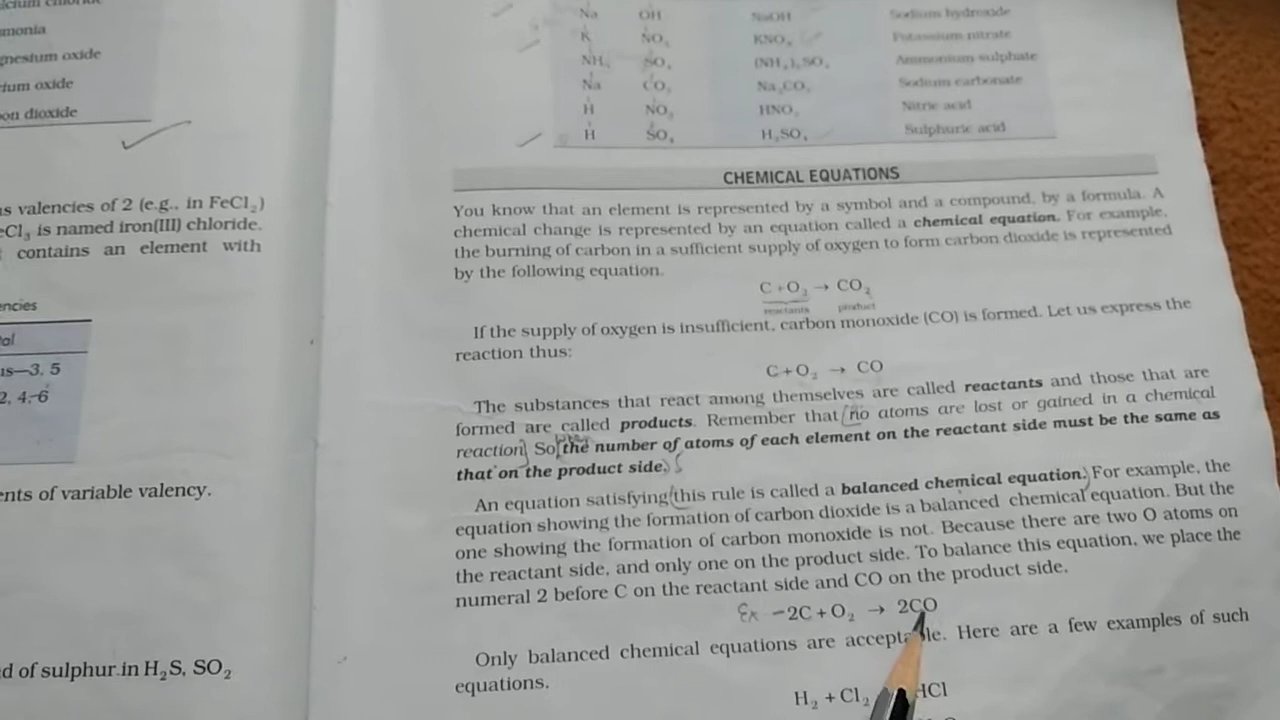 monia
gnesium oxide
ium oxide
on dioxide
us valencies of 2 (e.g., in FeCl₂)
eCl₃ is named iron(III) chloride.
contains an element with
encies
tal
us—3, 5
2, 4, 6
ents of variable valency.
d of sulphur in H₂S, SO₂
Na OH NaOH Sodium hydroxide
K NO₃ KNO₃ Potassium nitrate
NH₄ SO₄ (NH₄)₂SO₄ Ammonium sulphate
Na CO₃ Na₂CO₃ Sodium carbonate
H NO₃ HNO₃ Nitric acid
H SO₄ H₂SO₄ Sulphuric acid
CHEMICAL EQUATIONS
You know that an element is represented by a symbol and a compound, by a formula. A
chemical change is represented by an equation called a chemical equation. For example,
the burning of carbon in a sufficient supply of oxygen to form carbon dioxide is represented
by the following equation.
C + O₂ → CO₂
reactants product
If the supply of oxygen is insufficient, carbon monoxide (CO) is formed. Let us express the
reaction thus:
C + O₂ → CO
The substances that react among themselves are called reactants and those that are
formed are called products. Remember that no atoms are lost or gained in a chemical
reaction. So the number of atoms of each element on the reactant side must be the same as
that on the product side.
An equation satisfying this rule is called a balanced chemical equation. For example, the
equation showing the formation of carbon dioxide is a balanced chemical equation. But the
one showing the formation of carbon monoxide is not. Because there are two O atoms on
the reactant side, and only one on the product side. To balance this equation, we place the
numeral 2 before C on the reactant side and CO on the product side.
Ex – 2C + O₂ → 2CO
Only balanced chemical equations are acceptable. Here are a few examples of such
equations.
H₂ + Cl₂ HCl